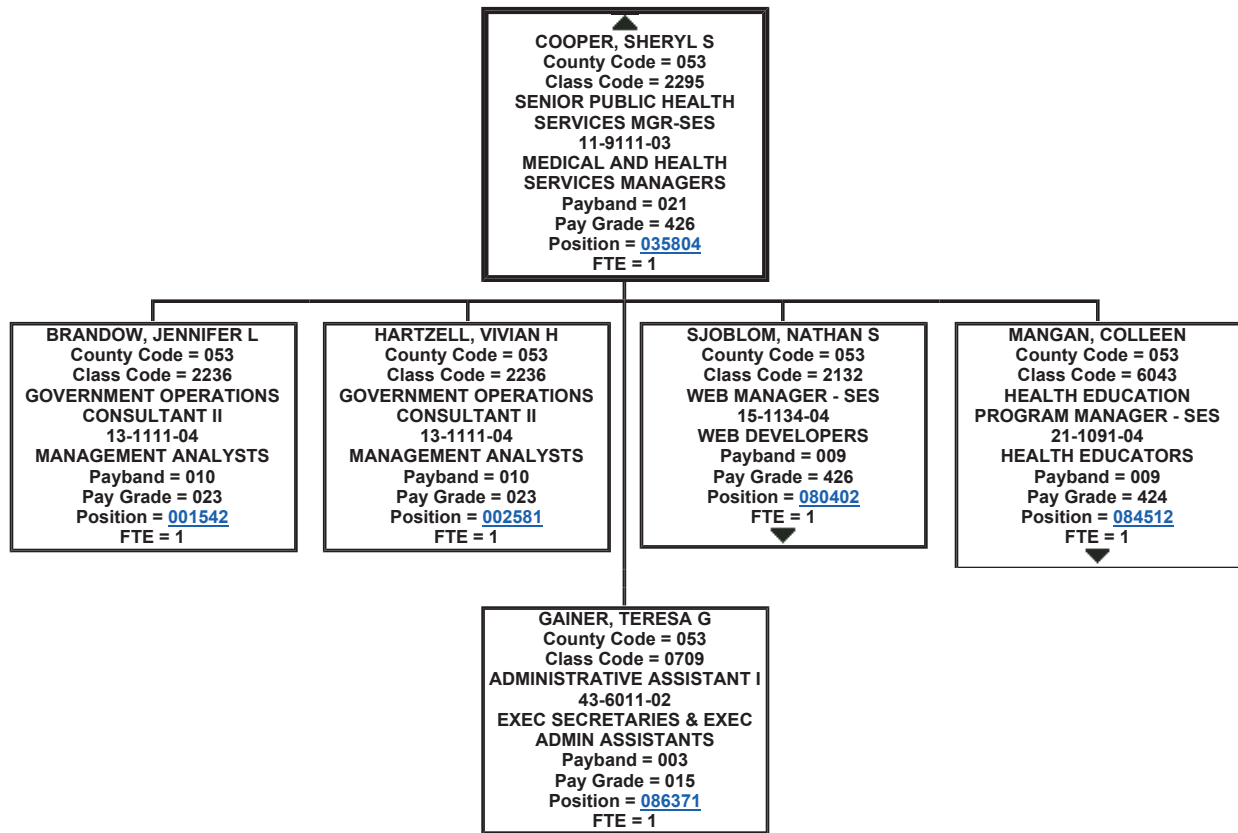 COOPER, SHERYL S
County Code = 053
Class Code = 2295
SENIOR PUBLIC HEALTH
SERVICES MGR-SES
11-9111-03
MEDICAL AND HEALTH
SERVICES MANAGERS
Payband = 021
Pay Grade = 426
Position = 035804
FTE = 1
BRANDOW, JENNIFER L
County Code = 053
Class Code = 2236
GOVERNMENT OPERATIONS
CONSULTANT II
13-1111-04
MANAGEMENT ANALYSTS
Payband = 010
Pay Grade = 023
Position = 001542
FTE = 1
HARTZELL, VIVIAN H
County Code = 053
Class Code = 2236
GOVERNMENT OPERATIONS
CONSULTANT II
13-1111-04
MANAGEMENT ANALYSTS
Payband = 010
Pay Grade = 023
Position = 002581
FTE = 1
SJOBLOM, NATHAN S
County Code = 053
Class Code = 2132
WEB MANAGER - SES
15-1134-04
WEB DEVELOPERS
Payband = 009
Pay Grade = 426
Position = 080402
FTE = 1
MANGAN, COLLEEN
County Code = 053
Class Code = 6043
HEALTH EDUCATION
PROGRAM MANAGER - SES
21-1091-04
HEALTH EDUCATORS
Payband = 009
Pay Grade = 424
Position = 084512
FTE = 1
GAINER, TERESA G
County Code = 053
Class Code = 0709
ADMINISTRATIVE ASSISTANT I
43-6011-02
EXEC SECRETARIES & EXEC
ADMIN ASSISTANTS
Payband = 003
Pay Grade = 015
Position = 086371
FTE = 1